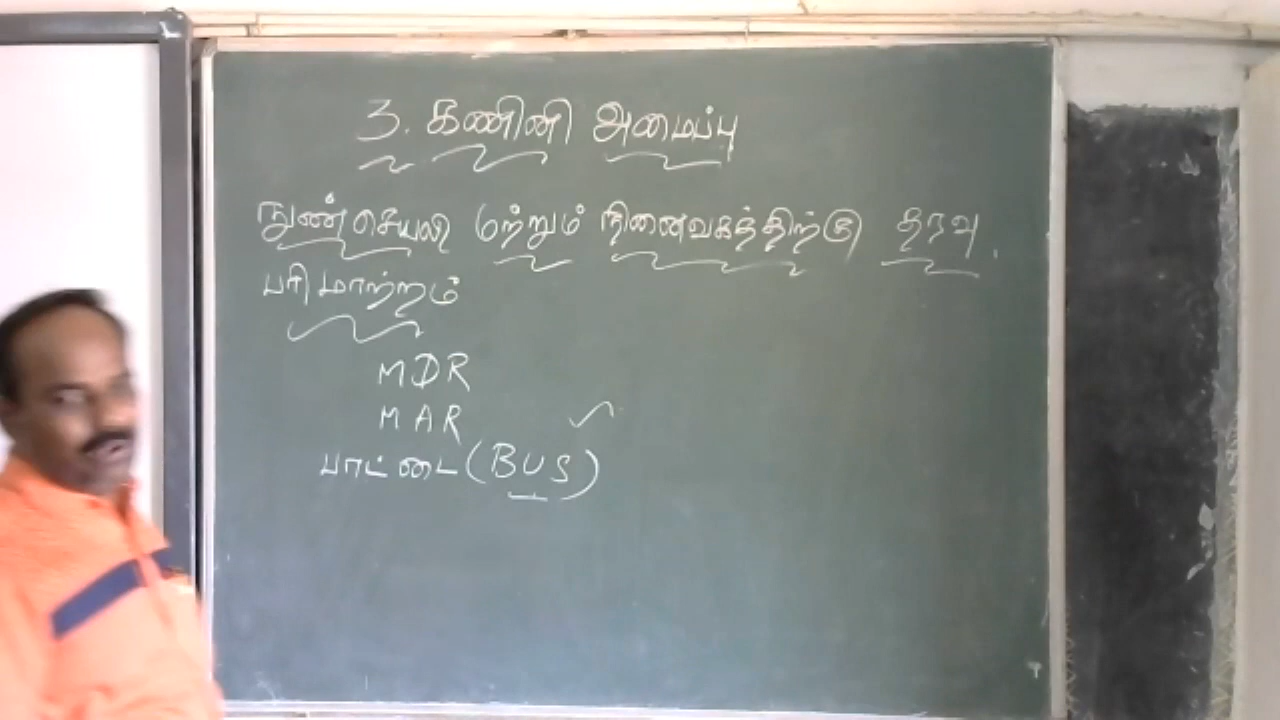 3. கணினி அமைப்பு
நுண்செயலி மற்றும் நினைவகத்திற்கு தரவு
பரிமாற்றம்
MDR
MAR
பாட்டை (BUS)